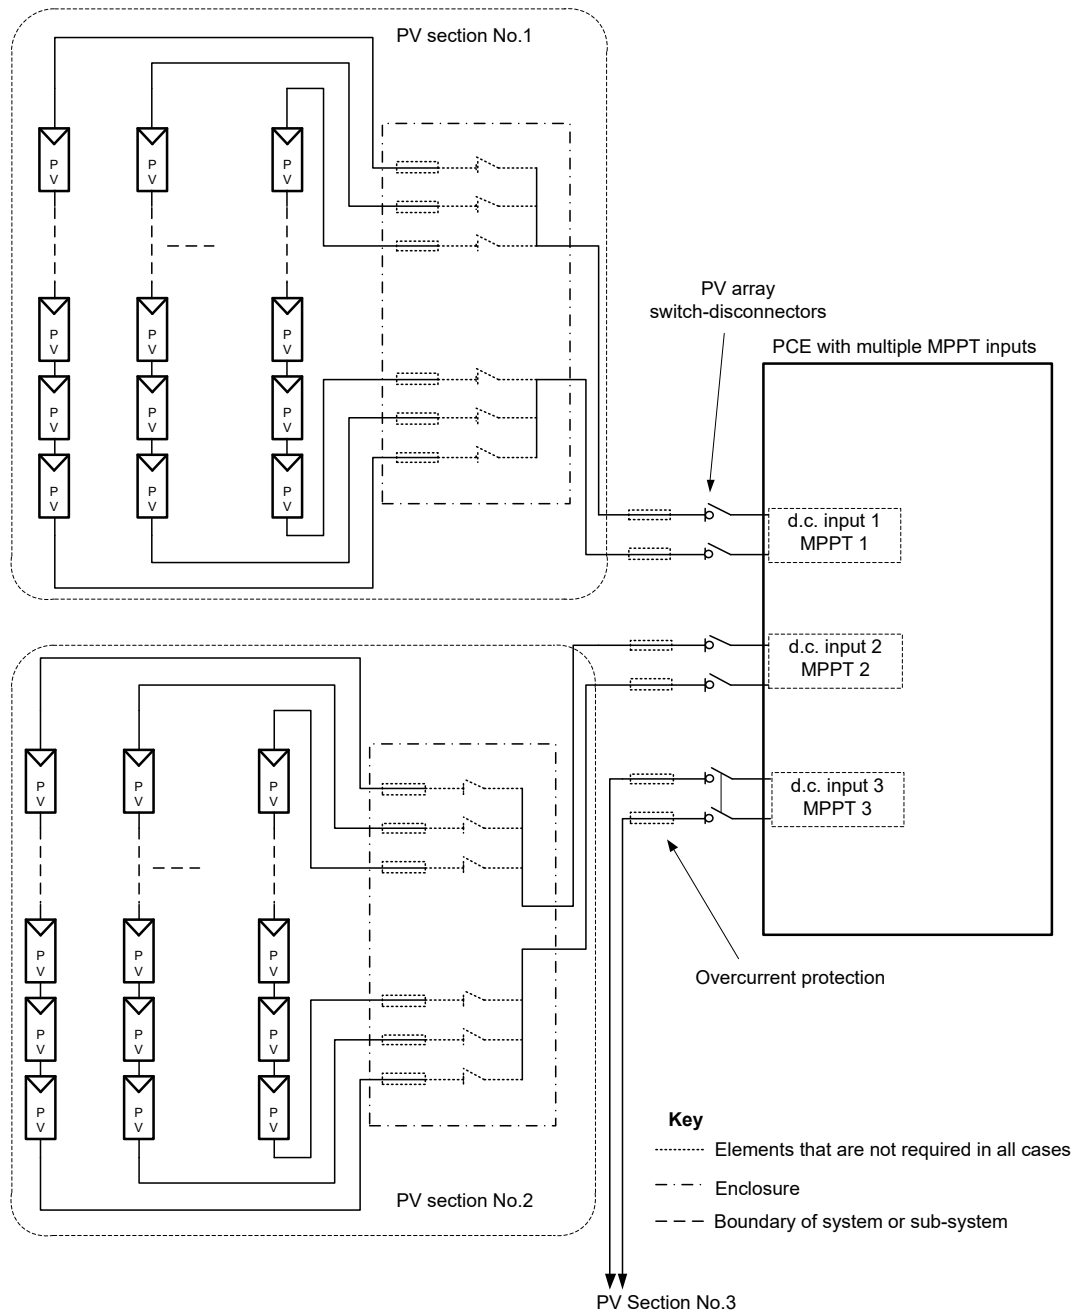 PV section No.1
P
V
P
V
P
V
P
V
P
V
P
V
P
V
P
V
P
V
P
V
P
V
P
V
PV array
switch-disconnectors
PCE with multiple MPPT inputs
d.c. input 1
MPPT 1
d.c. input 2
MPPT 2
d.c. input 3
MPPT 3
Overcurrent protection
P
V
P
V
P
V
P
V
P
V
P
V
P
V
P
V
P
V
P
V
P
V
P
V
PV section No.2
Key
Elements that are not required in all cases
Enclosure
Boundary of system or sub-system
PV Section No.3